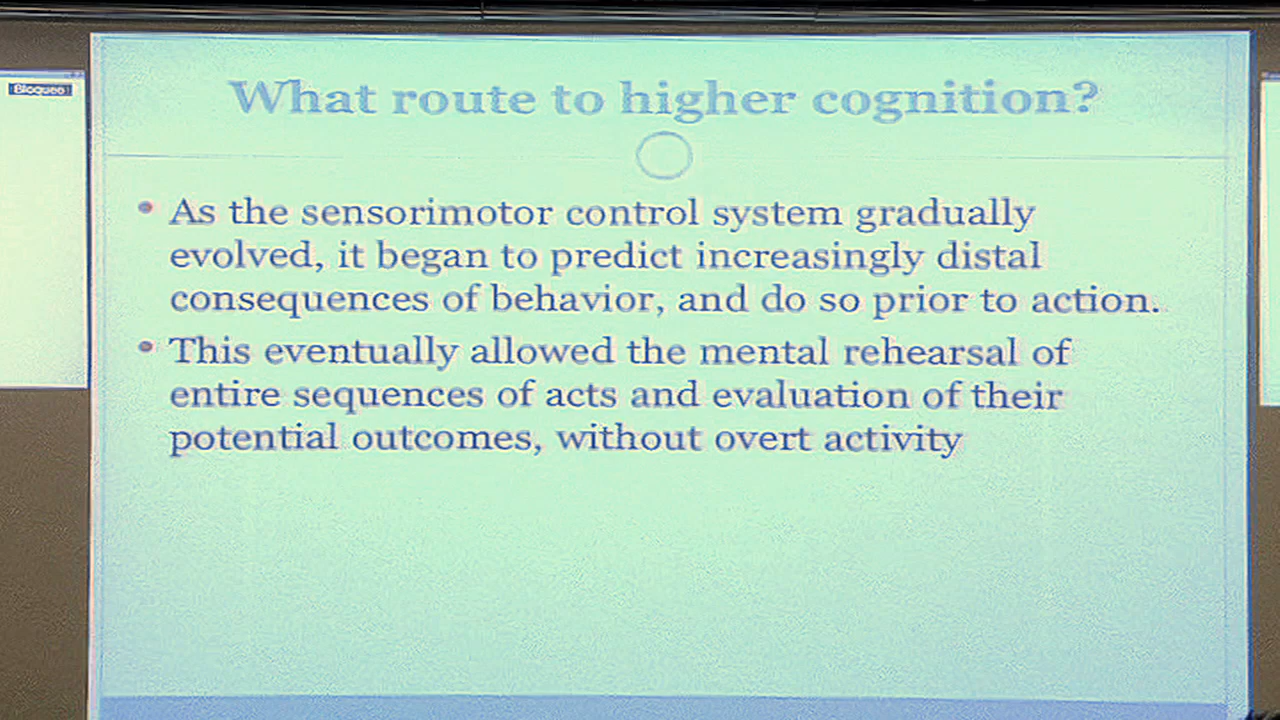 Bloqueo
What route to higher cognition?
• As the sensorimotor control system gradually
evolved, it began to predict increasingly distal
consequences of behavior, and do so prior to action.
• This eventually allowed the mental rehearsal of
entire sequences of acts and evaluation of their
potential outcomes, without overt activity